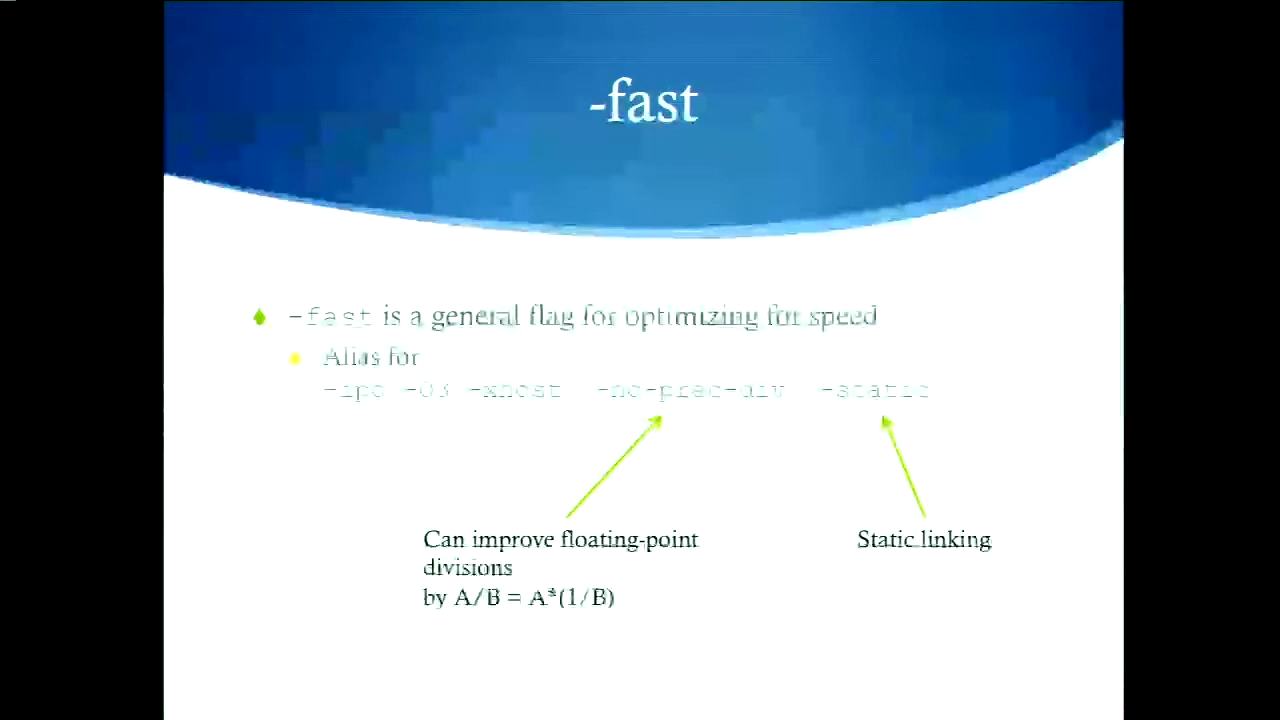 -fast
-fast is a general flag for optimizing for speed
Alias for
-ipo -O3 -xhost -no-prec-div -static
Can improve floating-point
divisions
by A/B = A*(1/B)
Static linking